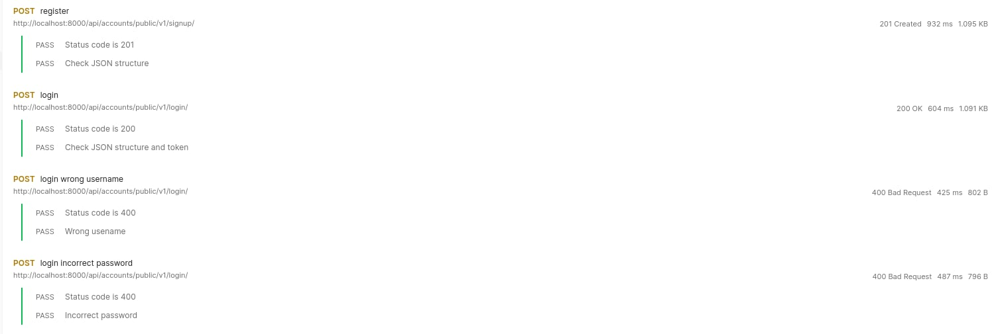 POST register
http://localhost:8000/api/accounts/public/v1/signup/
201 Created 932 ms 1.095 KB
PASS Status code is 201
PASS Check JSON structure
POST login
http://localhost:8000/api/accounts/public/v1/login/
200 OK 604 ms 1.091 KB
PASS Status code is 200
PASS Check JSON structure and token
POST login wrong username
http://localhost:8000/api/accounts/public/v1/login/
400 Bad Request 425 ms 802 B
PASS Status code is 400
PASS Wrong usename
POST login incorrect password
http://localhost:8000/api/accounts/public/v1/login/
400 Bad Request 487 ms 796 B
PASS Status code is 400
PASS Incorrect password